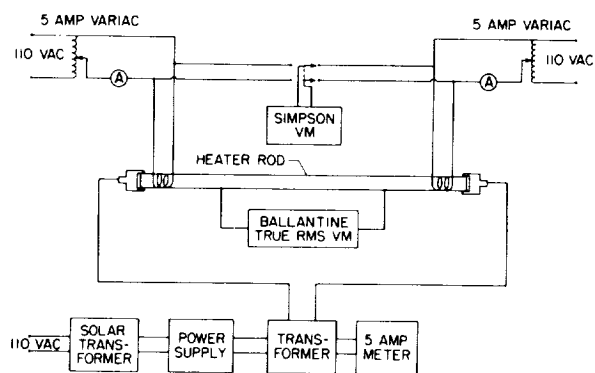 5 AMP VARIAC
5 AMP VARIAC
110 VAC
110 VAC
A
A
SIMPSON
VM
HEATER ROD
BALLANTINE
TRUE RMS VM
110 VAC
SOLAR
TRANS-
FORMER
POWER
SUPPLY
TRANS-
FORMER
5 AMP
METER